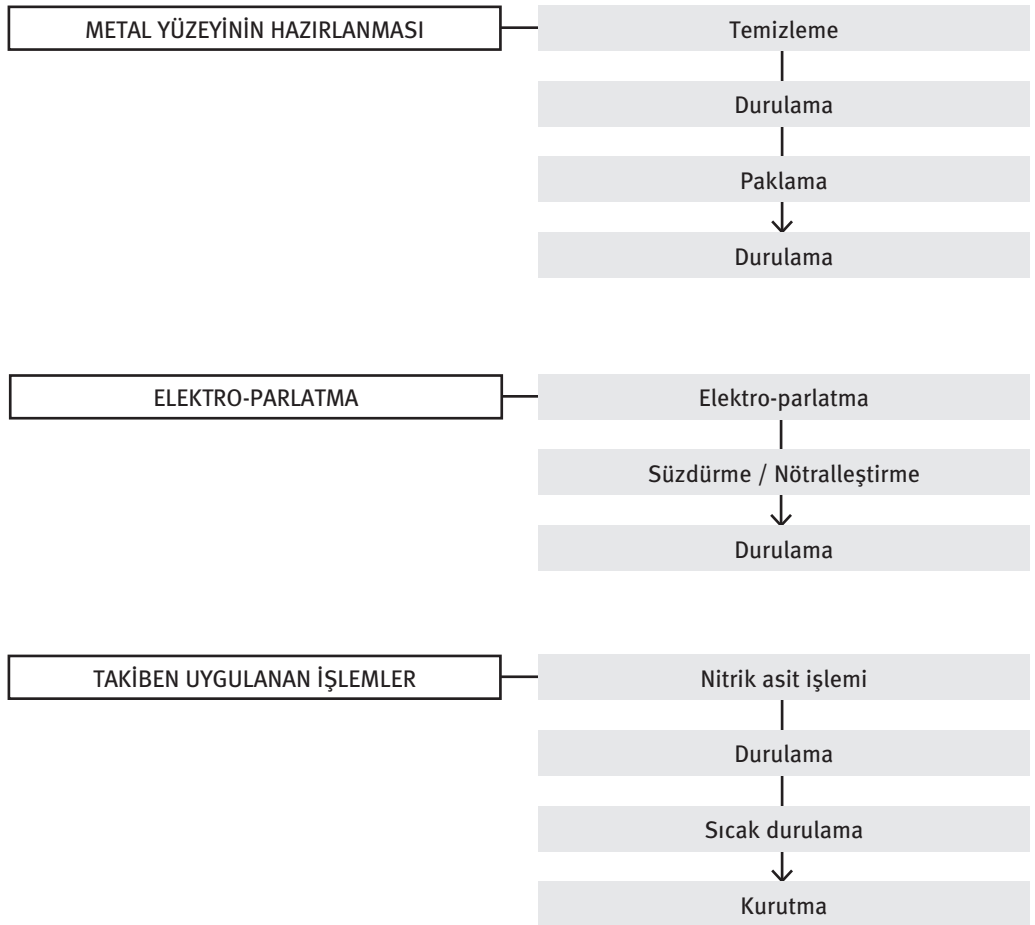 METAL YÜZEYİNİN HAZIRLANMASI
Temizleme
Durulama
Paklama
Durulama
ELEKTRO-PARLATMA
Elektro-parlatma
Süzdürme / Nötralleştirme
Durulama
TAKİBEN UYGULANAN İŞLEMLER
Nitrik asit işlemi
Durulama
Sıcak durulama
Kurutma